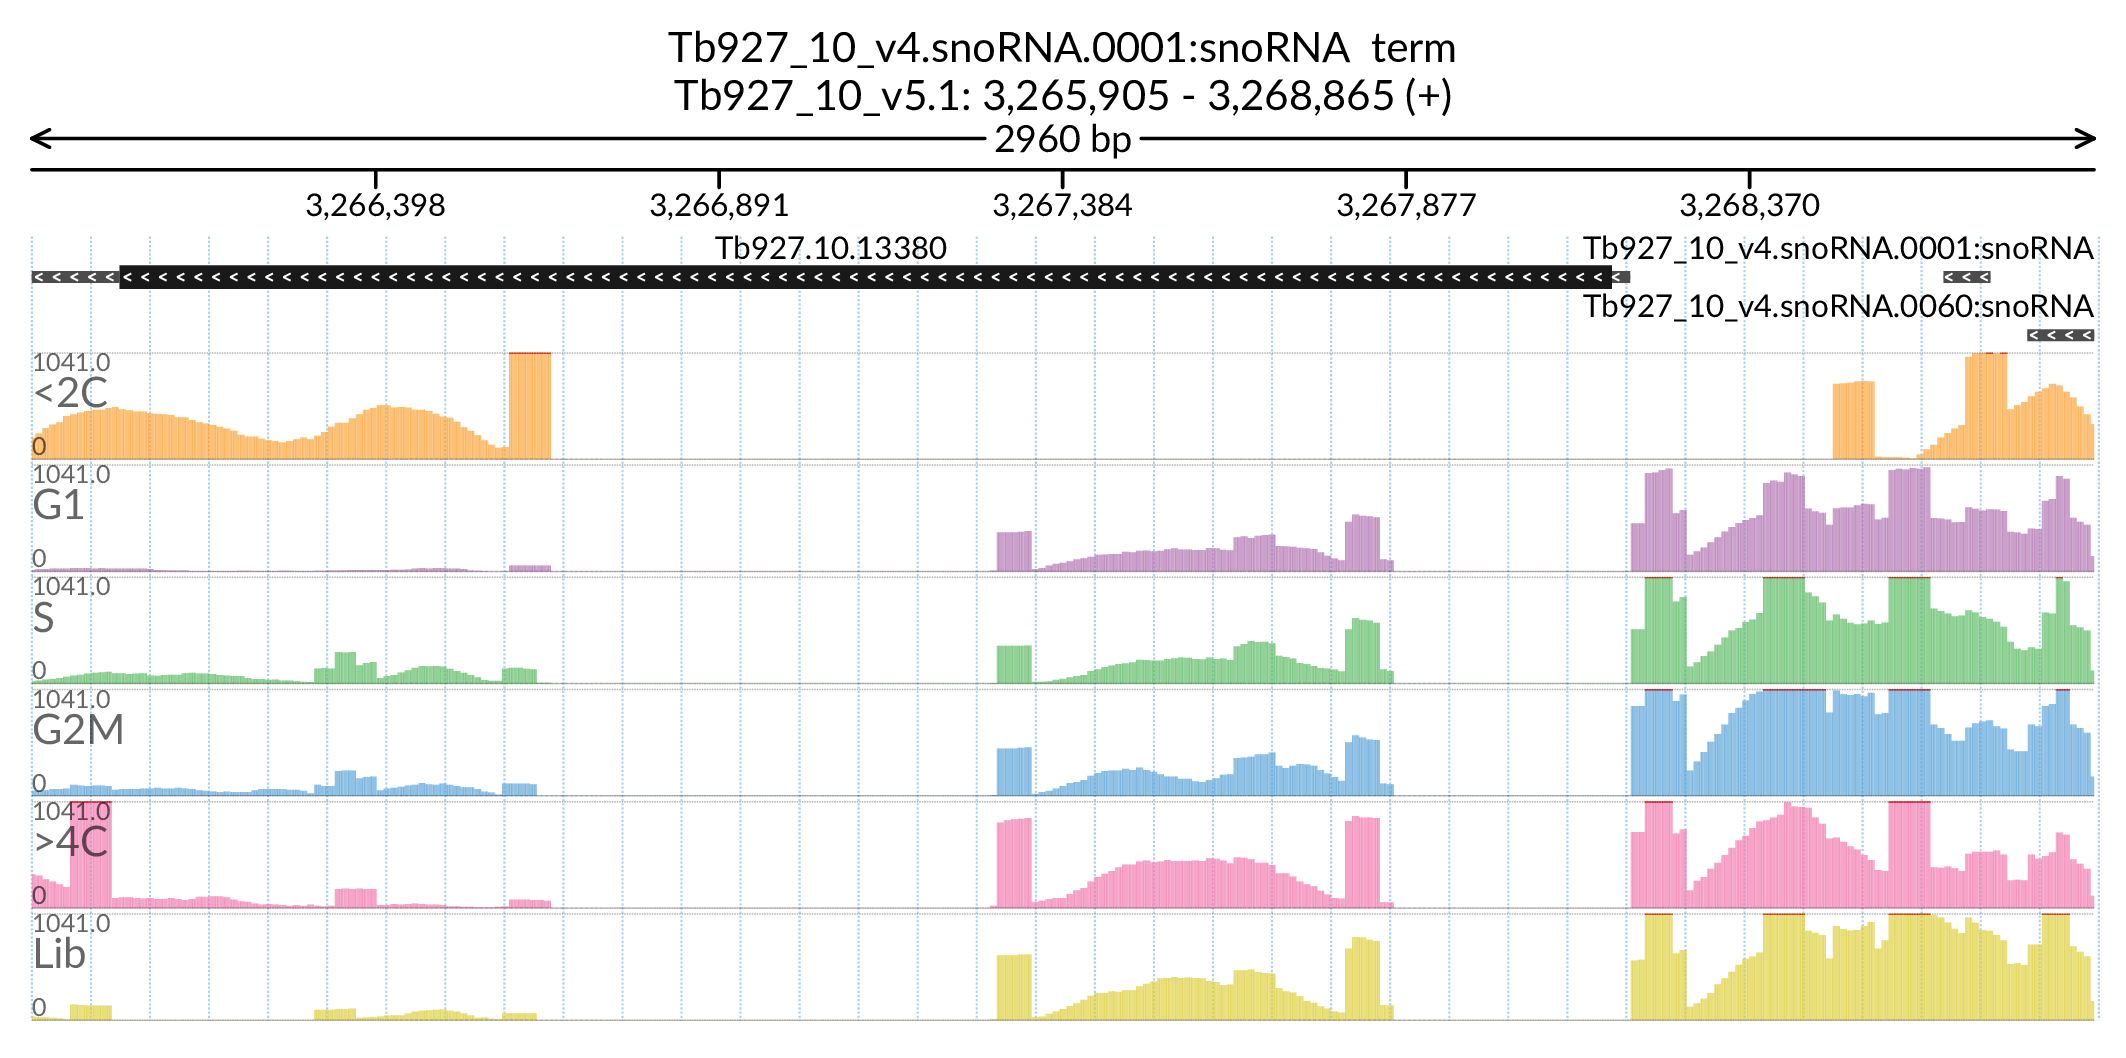 Tb927_10_v4.snoRNA.0001:snoRNA term
Tb927_10_v5.1: 3,265,905 - 3,268,865 (+)
2960 bp
3,266,398 3,266,891 3,267,384 3,267,877 3,268,370
Tb927.10.13380 Tb927_10_v4.snoRNA.0001:snoRNA
Tb927_10_v4.snoRNA.0060:snoRNA
1041.0
<2C
0
1041.0
G1
0
1041.0
S
0
1041.0
G2M
0
1041.0
>4C
0
1041.0
Lib
0